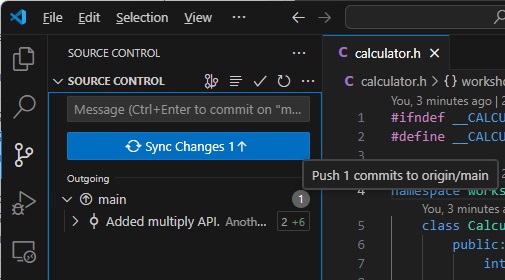 File Edit Selection ...
SOURCE CONTROL
SOURCE CONTROL
Message (Ctrl+Enter to commit on "m...
Sync Changes 1↑
Outgoing
main 1
Added multiply API. Anoth... 2 +6
Push 1 commits to origin/main
C calculator.h
C calculator.h > {} worksho
You, 3 minutes ago | 2
1 #ifndef __CALCU
2 #define __CALCU
3
4 namespace works
You, 3 minutes a
5 class Calcu
6 public:
7 int